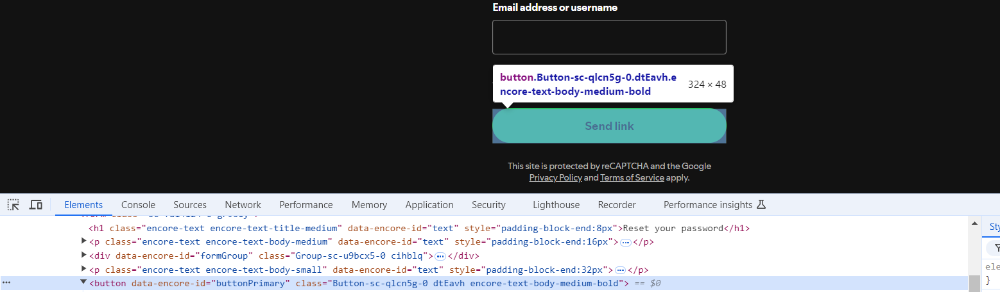 Email address or username
button.Button-sc-qlcn5g-0.dtEavh.e
ncore-text-body-medium-bold
324 × 48
Send link
This site is protected by reCAPTCHA and the Google
Privacy Policy and Terms of Service apply.
Elements Console Sources Network Performance Memory Application Security Lighthouse Recorder Performance insights
<h1 class="encore-text encore-text-title-medium" data-encore-id="text" style="padding-block-end:8px">Reset your password</h1>
Sty
<p class="encore-text encore-text-body-medium" data-encore-id="text" style="padding-block-end:16px">…</p>
<div data-encore-id="formGroup" class="Group-sc-u9bcx5-0 cihblq">…</div>
<p class="encore-text encore-text-body-small" data-encore-id="text" style="padding-block-end:32px">…</p>
ele
… <button data-encore-id="buttonPrimary" class="Button-sc-qlcn5g-0 dtEavh encore-text-body-medium-bold"> == $0
}